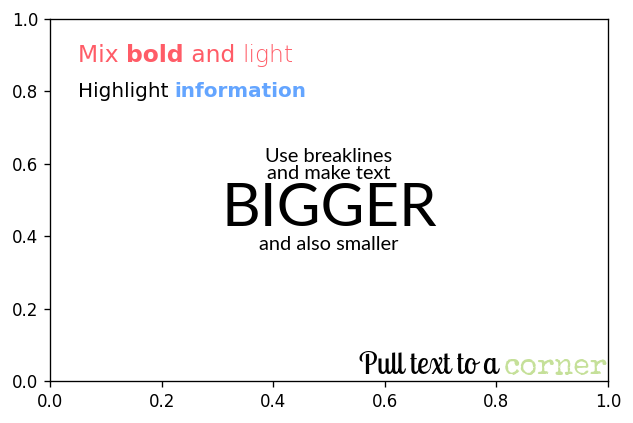 1.0
Mix bold and light
0.8
Highlight information
0.6
Use breaklines
and make text
BIGGER
0.4
and also smaller
0.2
Pull text to a corner
0.0
0.0 0.2 0.4 0.6 0.8 1.0